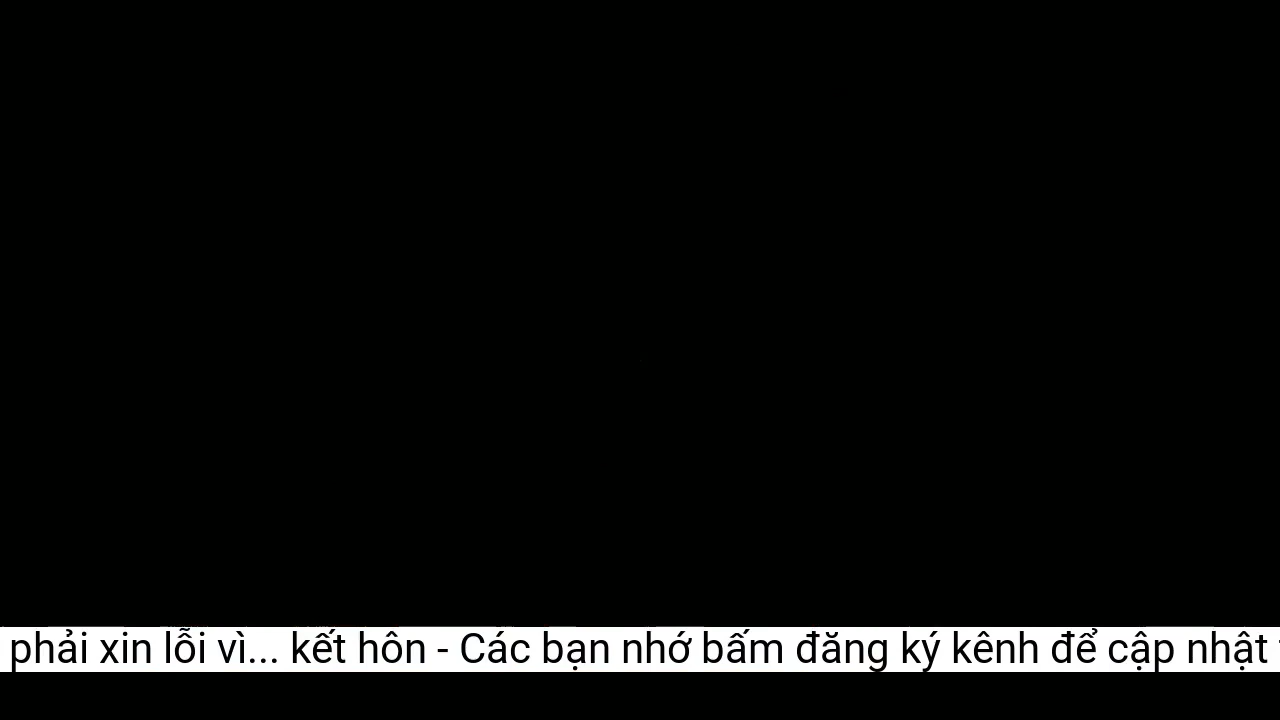 phải xin lỗi vì... kết hôn - Các bạn nhớ bấm đăng ký kênh để cập nhật